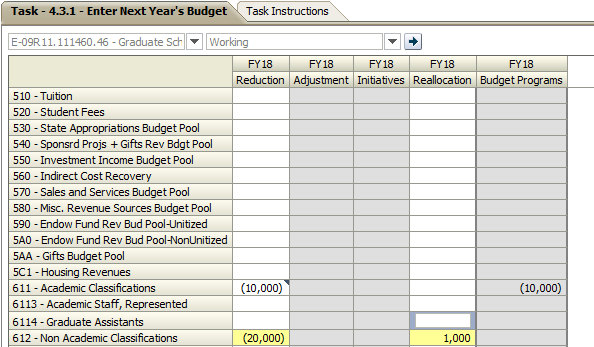 Task - 4.3.1 - Enter Next Year's Budget Task Instructions
E-09R11.111460.46 - Graduate Sch Working
FY18 FY18 FY18 FY18 FY18
Reduction Adjustment Initiatives Reallocation Budget Programs
510 - Tuition
520 - Student Fees
530 - State Appropriations Budget Pool
540 - Sponsrd Projs + Gifts Rev Bdgt Pool
550 - Investment Income Budget Pool
560 - Indirect Cost Recovery
570 - Sales and Services Budget Pool
580 - Misc. Revenue Sources Budget Pool
590 - Endow Fund Rev Bud Pool-Unitized
5A0 - Endow Fund Rev Bud Pool-NonUnitized
5AA - Gifts Budget Pool
5C1 - Housing Revenues
611 - Academic Classifications (10,000) (10,000)
6113 - Academic Staff, Represented
6114 - Graduate Assistants
612 - Non Academic Classifications (20,000) 1,000